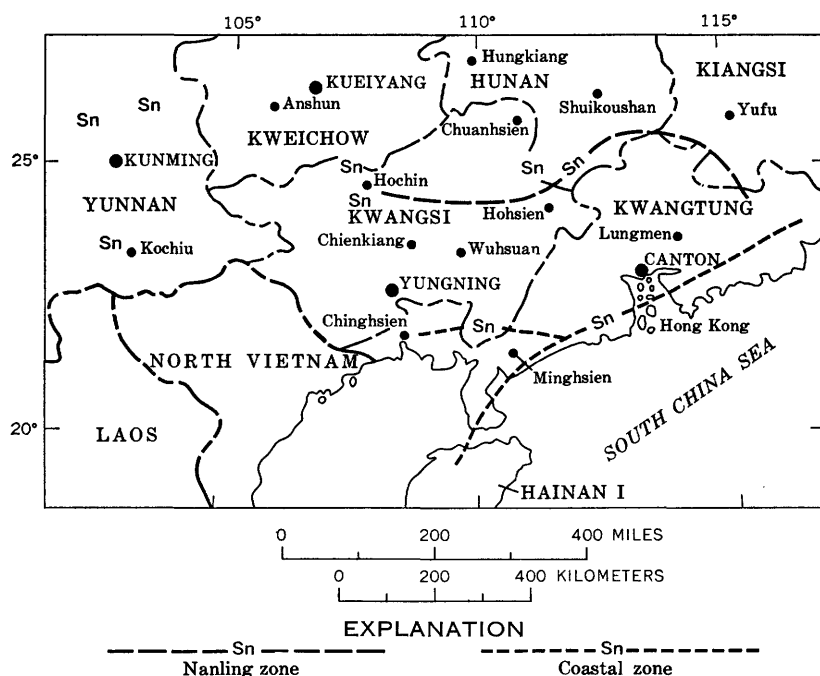 105° 110° 115°
Hungkiang
KIANGSI
HUNAN
KUEIYANG
Sn
Anshun
Shuikoushan
Yufu
Sn
Chuanhsien
KWEICHOW
25°
KUNMING
Sn
Sn
Sn
Hochin
YUNNAN
Sn
KWANGSI
Hohsien
KWANGTUNG
Sn
Kochiu
Chienkiang
Wuhsuan
Lungmen
CANTON
YUNGNING
Chinghsien
Sn
Sn
Hong Kong
NORTH VIETNAM
Minghsien
SOUTH CHINA SEA
20°
LAOS
HAINAN I
0 200 400 MILES
0 200 400 KILOMETERS
EXPLANATION
Sn Sn
Nanling zone Coastal zone